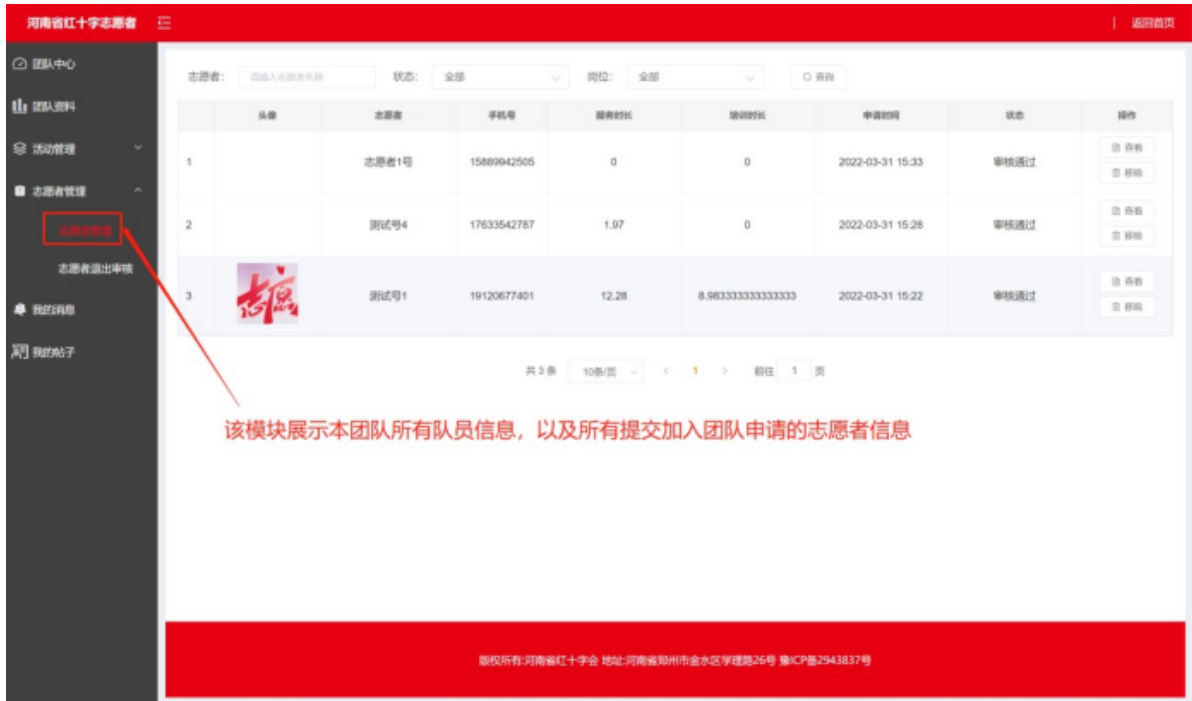 河南省红十字志愿者
返回首页
团队中心
团队资料
活动管理
志愿者管理
志愿者管理
志愿者退出审核
我的消息
我的帖子
志愿者： 请输入志愿者名称 状态： 全部 岗位： 全部 查询
头像 志愿者 手机号 服务时长 培训时长 申请时间 状态 操作
1 志愿者1号 15889942505 0 0 2022-03-31 15:33 审核通过 查看 移除
2 测试号4 17633542787 1.97 0 2022-03-31 15:28 审核通过 查看 移除
3 志愿 测试号1 19120677401 12.28 8.983333333333333 2022-03-31 15:22 审核通过 查看 移除
共 3 条 10条/页 1 前往 1 页
该模块展示本团队所有队员信息，以及所有提交加入团队申请的志愿者信息
版权所有:河南省红十字会 地址:河南省郑州市金水区学理路26号 豫ICP备2943837号